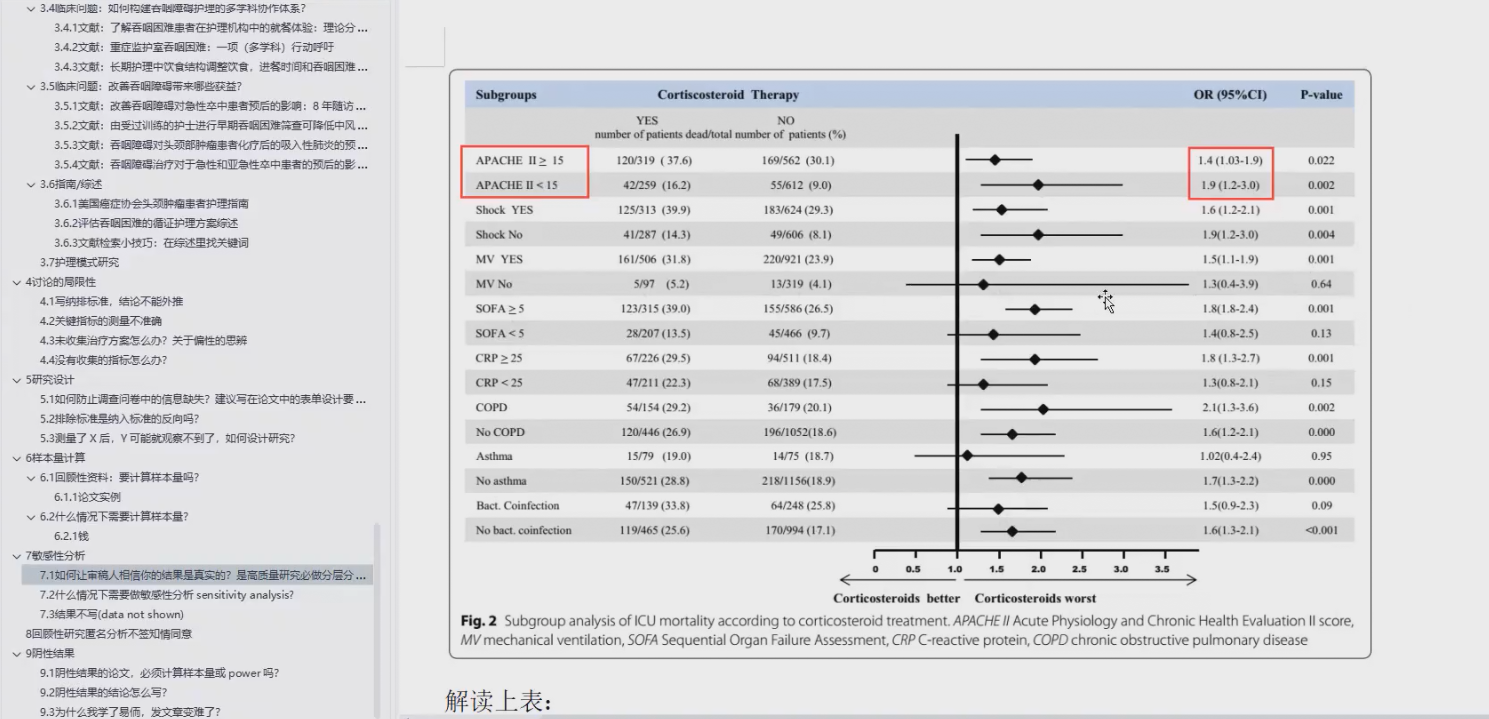 3.4临床问题：如何构建吞咽障碍护理的多学科协作体系？
3.4.1文献：了解吞咽困难患者在护理机构中的就餐体验：理论分 ...
3.4.2文献：重症监护室吞咽困难：一项（多学科）行动呼吁
3.4.3文献：长期护理中饮食结构调整饮食，进餐时间和吞咽困难 ...
3.5临床问题：改善吞咽障碍带来哪些获益？
3.5.1文献：改善吞咽障碍对急性卒中患者预后的影响：8 年随访 ...
3.5.2文献：由受过训练的护士进行早期吞咽困难筛查可降低中风 ...
3.5.3文献：吞咽障碍对头颈部肿瘤患者化疗后的吸入性肺炎的预 ...
3.5.4文献：吞咽障碍治疗对于急性和亚急性卒中患者的预后的影 ...
3.6指南/综述
3.6.1美国癌症协会头颈肿瘤患者护理指南
3.6.2评估吞咽困难的循证护理方案综述
3.6.3文献检索小技巧：在综述里找关键词
3.7护理模式研究
4讨论的局限性
4.1写纳排标准，结论不能外推
4.2关键指标的测量不准确
4.3未收集治疗方案怎么办？关于偏性的思辨
4.4没有收集的指标怎么办？
5研究设计
5.1如何防止调查问卷中的信息缺失？建议写在论文中的表单设计要 ...
5.2排除标准是纳入标准的反向吗？
5.3测量了 X 后，Y 可能就观察不到了，如何设计研究？
6样本量计算
6.1回顾性资料：要计算样本量吗？
6.1.1论文实例
6.2什么情况下需要计算样本量？
6.2.1钱
7敏感性分析
7.1如何让审稿人相信你的结果是真实的？是高质量研究必做分层分 ...
7.2什么情况下需要做敏感性分析 sensitivity analysis?
7.3结果不写(data not shown)
8回顾性研究匿名分析不签知情同意
9阴性结果
9.1阴性结果的论文，必须计算样本量或 power 吗？
9.2阴性结果的结论怎么写？
9.3为什么我学了易侕，发文章变难了？
Subgroups Corticosteroid Therapy OR (95%CI) P-value
YES NO
number of patients dead/total number of patients (%)
APACHE II ≥ 15 120/319 ( 37.6) 169/562 (30.1) 1.4 (1.03-1.9) 0.022
APACHE II < 15 42/259 (16.2) 55/612 (9.0) 1.9 (1.2-3.0) 0.002
Shock YES 125/313 (39.9) 183/624 (29.3) 1.6 (1.2-2.1) 0.001
Shock No 41/287 (14.3) 49/606 (8.1) 1.9(1.2-3.0) 0.004
MV YES 161/506 (31.8) 220/921 (23.9) 1.5(1.1-1.9) 0.001
MV No 5/97 (5.2) 13/319 (4.1) 1.3(0.4-3.9) 0.64
SOFA ≥ 5 123/315 (39.0) 155/586 (26.5) 1.8(1.8-2.4) 0.001
SOFA < 5 28/207 (13.5) 45/466 (9.7) 1.4(0.8-2.5) 0.13
CRP ≥ 25 67/226 (29.5) 94/511 (18.4) 1.8 (1.3-2.7) 0.001
CRP < 25 47/211 (22.3) 68/389 (17.5) 1.3(0.8-2.1) 0.15
COPD 54/154 (29.2) 36/179 (20.1) 2.1(1.3-3.6) 0.002
No COPD 120/446 (26.9) 196/1052(18.6) 1.6(1.2-2.1) 0.000
Asthma 15/79 (19.0) 14/75 (18.7) 1.02(0.4-2.4) 0.95
No asthma 150/521 (28.8) 218/1156(18.9) 1.7(1.3-2.2) 0.000
Bact. Coinfection 47/139 (33.8) 64/248 (25.8) 1.5(0.9-2.3) 0.09
No bact. coinfection 119/465 (25.6) 170/994 (17.1) 1.6(1.3-2.1) <0.001
0 0.5 1.0 1.5 2.0 2.5 3.0 3.5
Corticosteroids better Corticosteroids worst
Fig. 2 Subgroup analysis of ICU mortality according to corticosteroid treatment. APACHE II Acute Physiology and Chronic Health Evaluation II score,
MV mechanical ventilation, SOFA Sequential Organ Failure Assessment, CRP C-reactive protein, COPD chronic obstructive pulmonary disease
解读上表：